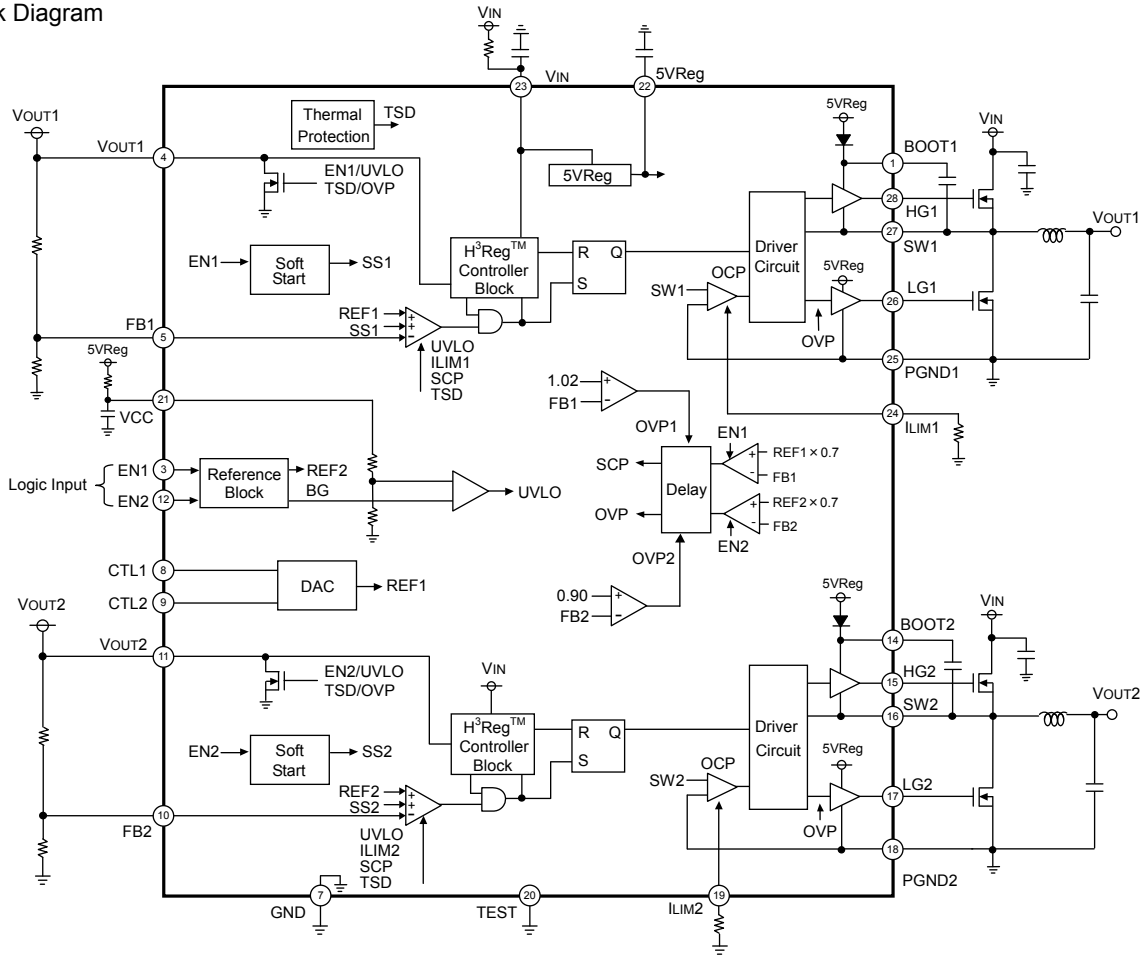 k Diagram
VIN
VIN
5VReg
23
22
VOUT1
VOUT1
4
Thermal
Protection
TSD
EN1/UVLO
TSD/OVP
5VReg
EN1
Soft
Start
SS1
H³Reg™
Controller
Block
R
Q
S
REF1
SS1
FB1
5
UVLO
ILIM1
SCP
TSD
Driver
Circuit
5VReg
VIN
BOOT1
1
28
HG1
27
SW1
VOUT1
OCP
SW1
5VReg
LG1
26
OVP
25
PGND1
24
ILIM1
5VReg
21
VCC
Logic Input
EN1
3
EN2
12
Reference
Block
REF2
BG
UVLO
1.02
FB1
OVP1
EN1
REF1×0.7
FB1
SCP
Delay
OVP
REF2×0.7
FB2
EN2
OVP2
0.90
FB2
CTL1
8
CTL2
9
DAC
REF1
VOUT2
VOUT2
11
EN2/UVLO
TSD/OVP
VIN
EN2
Soft
Start
SS2
H³Reg™
Controller
Block
R
Q
S
REF2
SS2
FB2
10
UVLO
ILIM2
SCP
TSD
Driver
Circuit
5VReg
VIN
BOOT2
14
HG2
15
SW2
16
VOUT2
OCP
SW2
5VReg
LG2
17
OVP
18
PGND2
7
GND
20
TEST
19
ILIM2